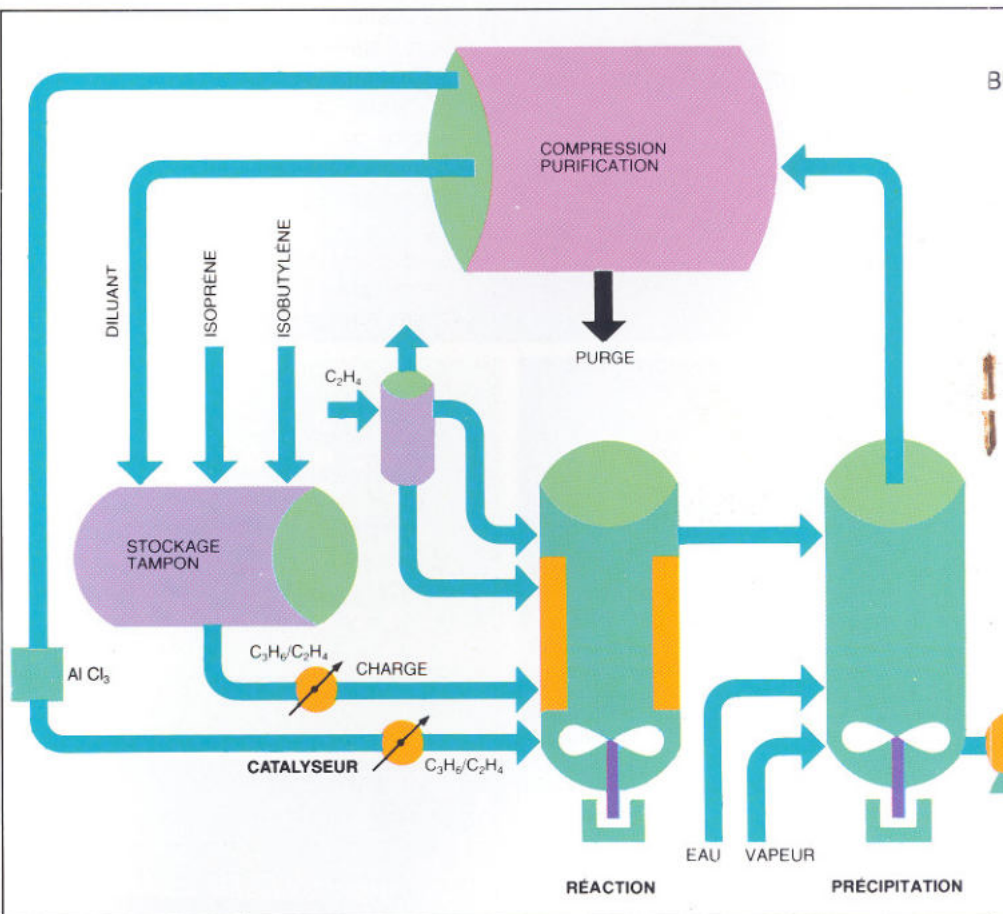 B
COMPRESSION
PURIFICATION
DILUANT
ISOPRÈNE
ISOBUTYLÈNE
PURGE
C₂H₄
STOCKAGE
TAMPON
C₃H₆/C₂H₄
CHARGE
Al Cl₃
CATALYSEUR
C₃H₆/C₂H₄
EAU
VAPEUR
RÉACTION
PRÉCIPITATION